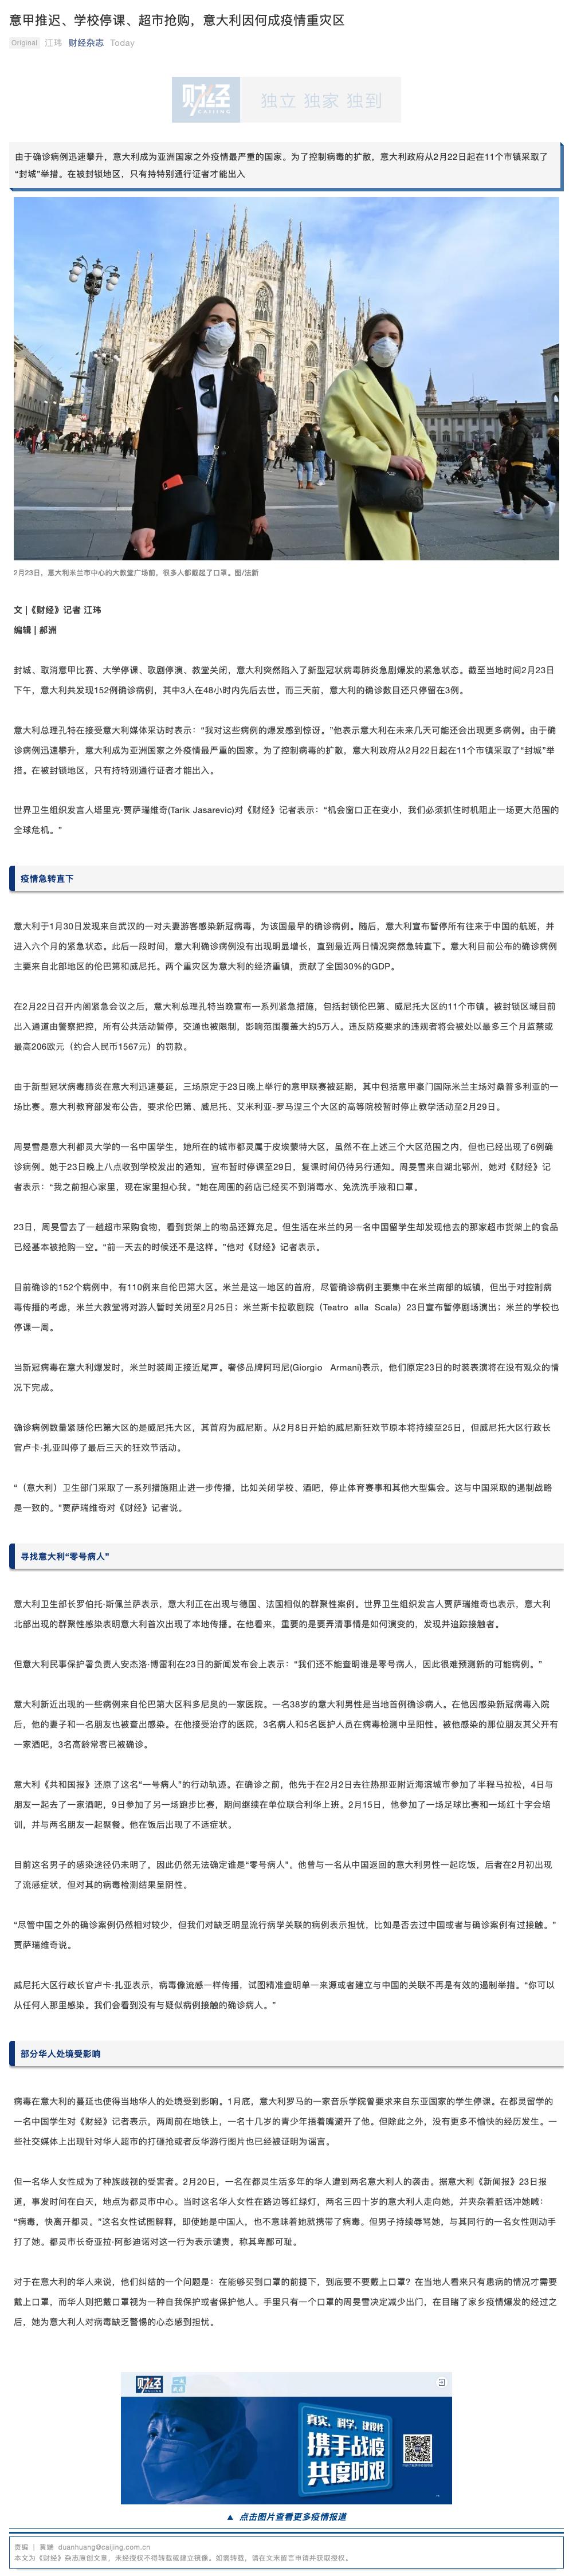 意甲推迟、学校停课、超市抢购，意大利因何成疫情重灾区
Original 江玮 财经杂志 Today
财经 CAIJING 独立 独家 独到
由于确诊病例迅速攀升，意大利成为亚洲国家之外疫情最严重的国家。为了控制病毒的扩散，意大利政府从2月22日起在11个市镇采取了
“封城”举措。在被封锁地区，只有持特别通行证者才能出入
2月23日，意大利米兰市中心的大教堂广场前，很多人都戴起了口罩。图/法新
文 |《财经》记者 江玮
编辑 | 郝洲
封城、取消意甲比赛、大学停课、歌剧停演、教堂关闭，意大利突然陷入了新型冠状病毒肺炎急剧爆发的紧急状态。截至当地时间2月23日
下午，意大利共发现152例确诊病例，其中3人在48小时内先后去世。而三天前，意大利的确诊数目还只停留在3例。
意大利总理孔特在接受意大利媒体采访时表示：“我对这些病例的爆发感到惊讶。”他表示意大利在未来几天可能还会出现更多病例。由于确
诊病例迅速攀升，意大利成为亚洲国家之外疫情最严重的国家。为了控制病毒的扩散，意大利政府从2月22日起在11个市镇采取了“封城”举
措。在被封锁地区，只有持特别通行证者才能出入。
世界卫生组织发言人塔里克·贾萨瑞维奇(Tarik Jasarevic)对《财经》记者表示：“机会窗口正在变小，我们必须抓住时机阻止一场更大范围的
全球危机。”
疫情急转直下
意大利于1月30日发现来自武汉的一对夫妻游客感染新冠病毒，为该国最早的确诊病例。随后，意大利宣布暂停所有往来于中国的航班，并
进入六个月的紧急状态。此后一段时间，意大利确诊病例没有出现明显增长，直到最近两日情况突然急转直下。意大利目前公布的确诊病例
主要来自北部地区的伦巴第和威尼托。两个重灾区为意大利的经济重镇，贡献了全国30%的GDP。
在2月22日召开内阁紧急会议之后，意大利总理孔特当晚宣布一系列紧急措施，包括封锁伦巴第、威尼托大区的11个市镇。被封锁区域目前
出入通道由警察把控，所有公共活动暂停，交通也被限制，影响范围覆盖大约5万人。违反防疫要求的违规者将会被处以最多三个月监禁或
最高206欧元（约合人民币1567元）的罚款。
由于新型冠状病毒肺炎在意大利迅速蔓延，三场原定于23日晚上举行的意甲联赛被延期，其中包括意甲豪门国际米兰主场对桑普多利亚的一
场比赛。意大利教育部发布公告，要求伦巴第、威尼托、艾米利亚-罗马涅三个大区的高等院校暂时停止教学活动至2月29日。
周旻雪是意大利都灵大学的一名中国学生，她所在的城市都灵属于皮埃蒙特大区，虽然不在上述三个大区范围之内，但也已经出现了6例确
诊病例。她于23日晚上八点收到学校发出的通知，宣布暂时停课至29日，复课时间仍待另行通知。周旻雪来自湖北鄂州，她对《财经》记
者表示：“我之前担心家里，现在家里担心我。”她在周围的药店已经买不到消毒水、免洗洗手液和口罩。
23日，周旻雪去了一趟超市采购食物，看到货架上的物品还算充足。但生活在米兰的另一名中国留学生却发现他去的那家超市货架上的食品
已经基本被抢购一空。“前一天去的时候还不是这样。”他对《财经》记者表示。
目前确诊的152个病例中，有110例来自伦巴第大区。米兰是这一地区的首府，尽管确诊病例主要集中在米兰南部的城镇，但出于对控制病
毒传播的考虑，米兰大教堂将对游人暂时关闭至2月25日；米兰斯卡拉歌剧院（Teatro alla Scala）23日宣布暂停剧场演出；米兰的学校也
停课一周。
当新冠病毒在意大利爆发时，米兰时装周正接近尾声。奢侈品牌阿玛尼(Giorgio Armani)表示，他们原定23日的时装表演将在没有观众的情
况下完成。
确诊病例数量紧随伦巴第大区的是威尼托大区，其首府为威尼斯。从2月8日开始的威尼斯狂欢节原本将持续至25日，但威尼托大区行政长
官卢卡·扎亚叫停了最后三天的狂欢节活动。
“（意大利）卫生部门采取了一系列措施阻止进一步传播，比如关闭学校、酒吧，停止体育赛事和其他大型集会。这与中国采取的遏制战略
是一致的。”贾萨瑞维奇对《财经》记者说。
寻找意大利“零号病人”
意大利卫生部长罗伯托·斯佩兰萨表示，意大利正在出现与德国、法国相似的群聚性案例。世界卫生组织发言人贾萨瑞维奇也表示，意大利
北部出现的群聚性感染表明意大利首次出现了本地传播。在他看来，重要的是要弄清事情是如何演变的，发现并追踪接触者。
但意大利民事保护署负责人安杰洛·博雷利在23日的新闻发布会上表示：“我们还不能查明谁是零号病人，因此很难预测新的可能病例。”
意大利新近出现的一些病例来自伦巴第大区科多尼奥的一家医院。一名38岁的意大利男性是当地首例确诊病人。在他因感染新冠病毒入院
后，他的妻子和一名朋友也被查出感染。在他接受治疗的医院，3名病人和5名医护人员在病毒检测中呈阳性。被他感染的那位朋友其父开有
一家酒吧，3名高龄常客已被确诊。
意大利《共和国报》还原了这名“一号病人”的行动轨迹。在确诊之前，他先于在2月2日去往热那亚附近海滨城市参加了半程马拉松，4日与
朋友一起去了一家酒吧，9日参加了另一场跑步比赛，期间继续在单位联合利华上班。2月15日，他参加了一场足球比赛和一场红十字会培
训，并与两名朋友一起聚餐。他在饭后出现了不适症状。
目前这名男子的感染途径仍未明了，因此仍然无法确定谁是“零号病人”。他曾与一名从中国返回的意大利男性一起吃饭，后者在2月初出现
了流感症状，但对其的病毒检测结果呈阴性。
“尽管中国之外的确诊案例仍然相对较少，但我们对缺乏明显流行病学关联的病例表示担忧，比如是否去过中国或者与确诊案例有过接触。”
贾萨瑞维奇说。
威尼托大区行政长官卢卡·扎亚表示，病毒像流感一样传播，试图精准查明单一来源或者建立与中国的关联不再是有效的遏制举措。“你可以
从任何人那里感染。我们会看到没有与疑似病例接触的确诊病人。”
部分华人处境受影响
病毒在意大利的蔓延也使得当地华人的处境受到影响。1月底，意大利罗马的一家音乐学院曾要求来自东亚国家的学生停课。在都灵留学的
一名中国学生对《财经》记者表示，两周前在地铁上，一名十几岁的青少年捂着嘴避开了他。但除此之外，没有更多不愉快的经历发生。一
些社交媒体上出现针对华人超市的打砸抢或者反华游行图片也已经被证明为谣言。
但一名华人女性成为了种族歧视的受害者。2月20日，一名在都灵生活多年的华人遭到两名意大利人的袭击。据意大利《新闻报》23日报
道，事发时间在白天，地点为都灵市中心。当时这名华人女性在路边等红绿灯，两名三四十岁的意大利人走向她，并夹杂着脏话冲她喊：
“病毒，快离开都灵。”这名女性试图解释，即使她是中国人，也不意味着她就携带了病毒。但男子持续辱骂她，与其同行的一名女性则动手
打了她。都灵市长奇亚拉·阿彭迪诺对这一行为表示谴责，称其卑鄙可耻。
对于在意大利的华人来说，他们纠结的一个问题是：在能够买到口罩的前提下，到底要不要戴上口罩？在当地人看来只有患病的情况才需要
戴上口罩，而华人则把戴口罩视为一种自我保护或者保护他人。手里只有一个口罩的周旻雪决定减少出门，在目睹了家乡疫情爆发的经过之
后，她为意大利人对病毒缺乏警惕的心态感到担忧。
财经
真实、科学、建设性
携手战疫
共度时艰
▲ 点击图片查看更多疫情报道
责编 | 黄端 duanhuang@caijing.com.cn
本文为《财经》杂志原创文章，未经授权不得转载或建立镜像。如需转载，请在文末留言申请并获取授权。